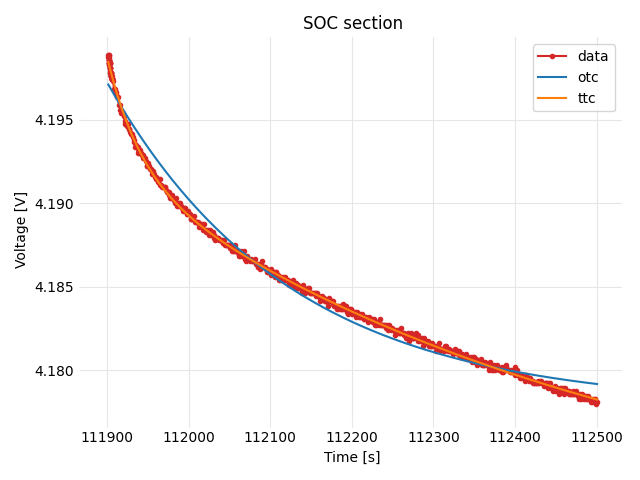 SOC section
data
otc
ttc
4.195
4.190
4.185
4.180
Voltage [V]
111900 112000 112100 112200 112300 112400 112500
Time [s]